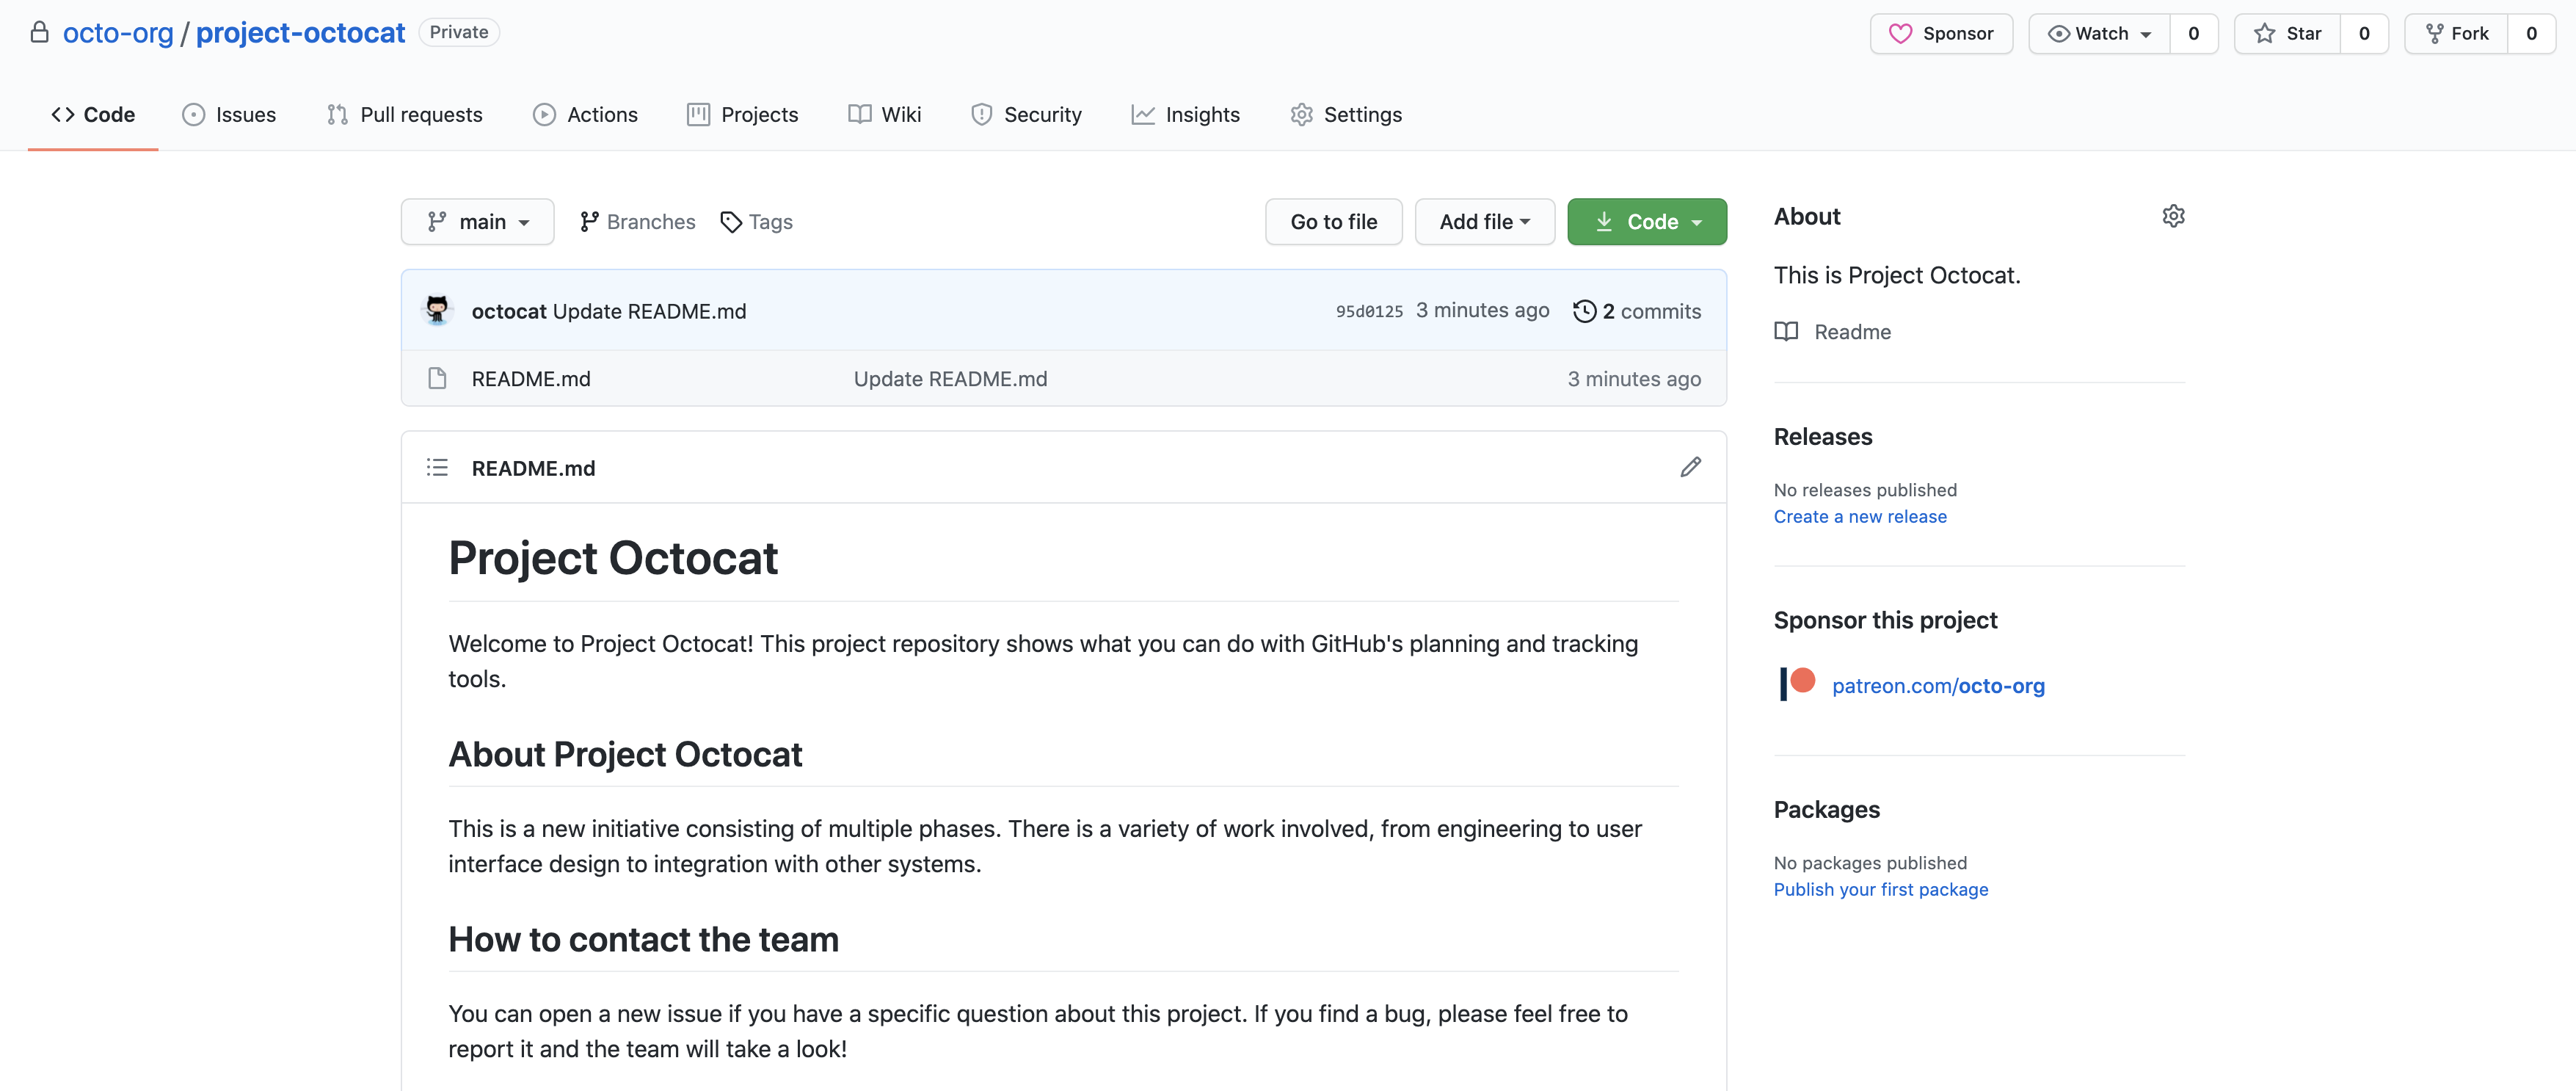 octo-org / project-octocat Private
Sponsor Watch 0 Star 0 Fork 0
Code Issues Pull requests Actions Projects Wiki Security Insights Settings
main Branches Tags Go to file Add file Code
octocat Update README.md 95d0125 3 minutes ago 2 commits
README.md Update README.md 3 minutes ago
README.md
Project Octocat
Welcome to Project Octocat! This project repository shows what you can do with GitHub's planning and tracking
tools.
About Project Octocat
This is a new initiative consisting of multiple phases. There is a variety of work involved, from engineering to user
interface design to integration with other systems.
How to contact the team
You can open a new issue if you have a specific question about this project. If you find a bug, please feel free to
report it and the team will take a look!
About
This is Project Octocat.
Readme
Releases
No releases published
Create a new release
Sponsor this project
patreon.com/octo-org
Packages
No packages published
Publish your first package